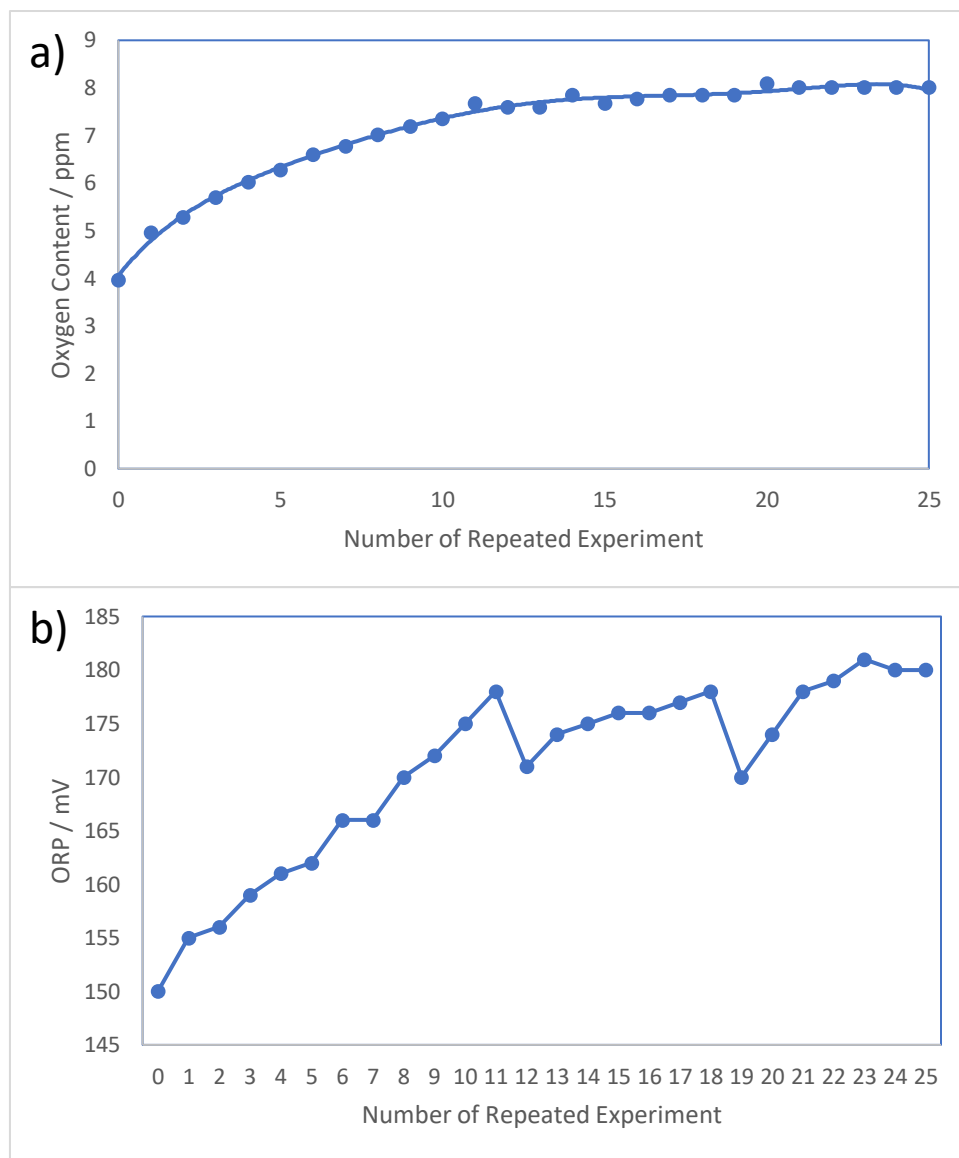 a)
9
8
7
6
5
4
3
2
1
0
Oxygen Content / ppm
0 5 10 15 20 25
Number of Repeated Experiment
b)
185
180
175
170
165
160
155
150
145
ORP / mV
0 1 2 3 4 5 6 7 8 9 10 11 12 13 14 15 16 17 18 19 20 21 22 23 24 25
Number of Repeated Experiment